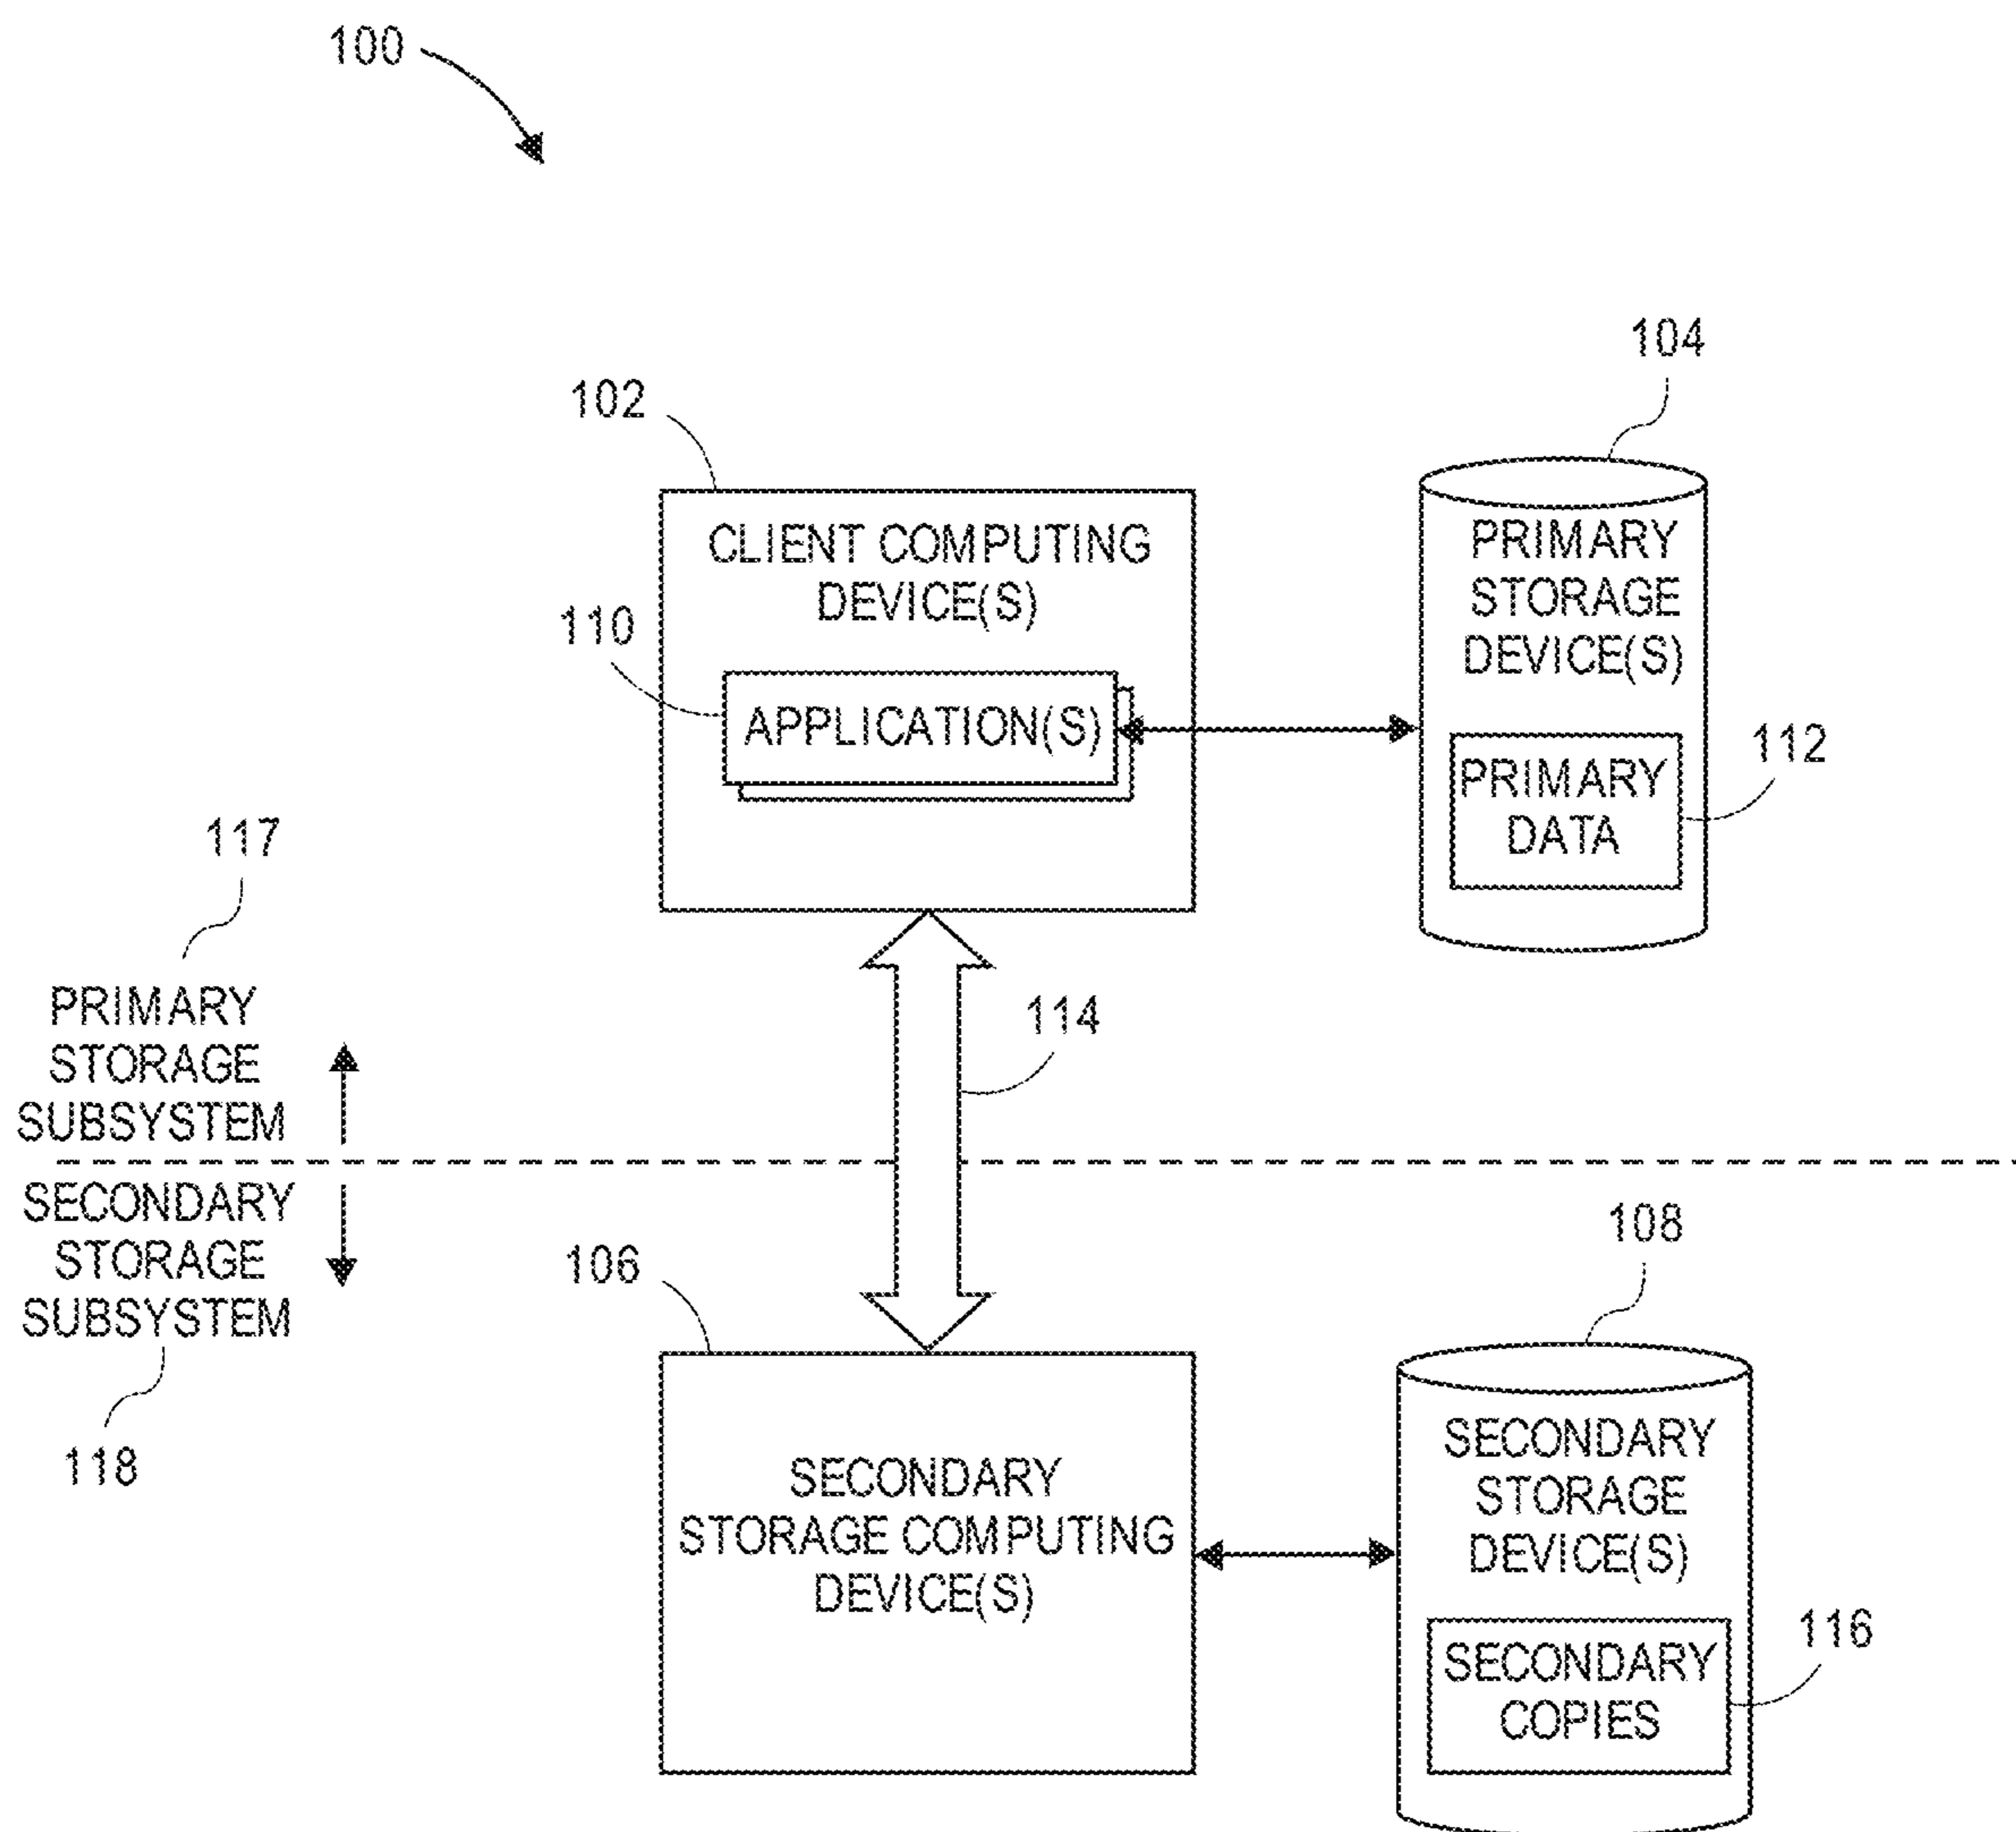 100
104
102
CLIENT COMPUTING
DEVICE(S)
110
APPLICATION(S)
PRIMARY
STORAGE
DEVICE(S)
112
PRIMARY
DATA
117
PRIMARY
STORAGE
SUBSYSTEM
114
SECONDARY
STORAGE
SUBSYSTEM
118
106
SECONDARY
STORAGE COMPUTING
DEVICE(S)
108
SECONDARY
STORAGE
DEVICE(S)
116
SECONDARY
COPIES